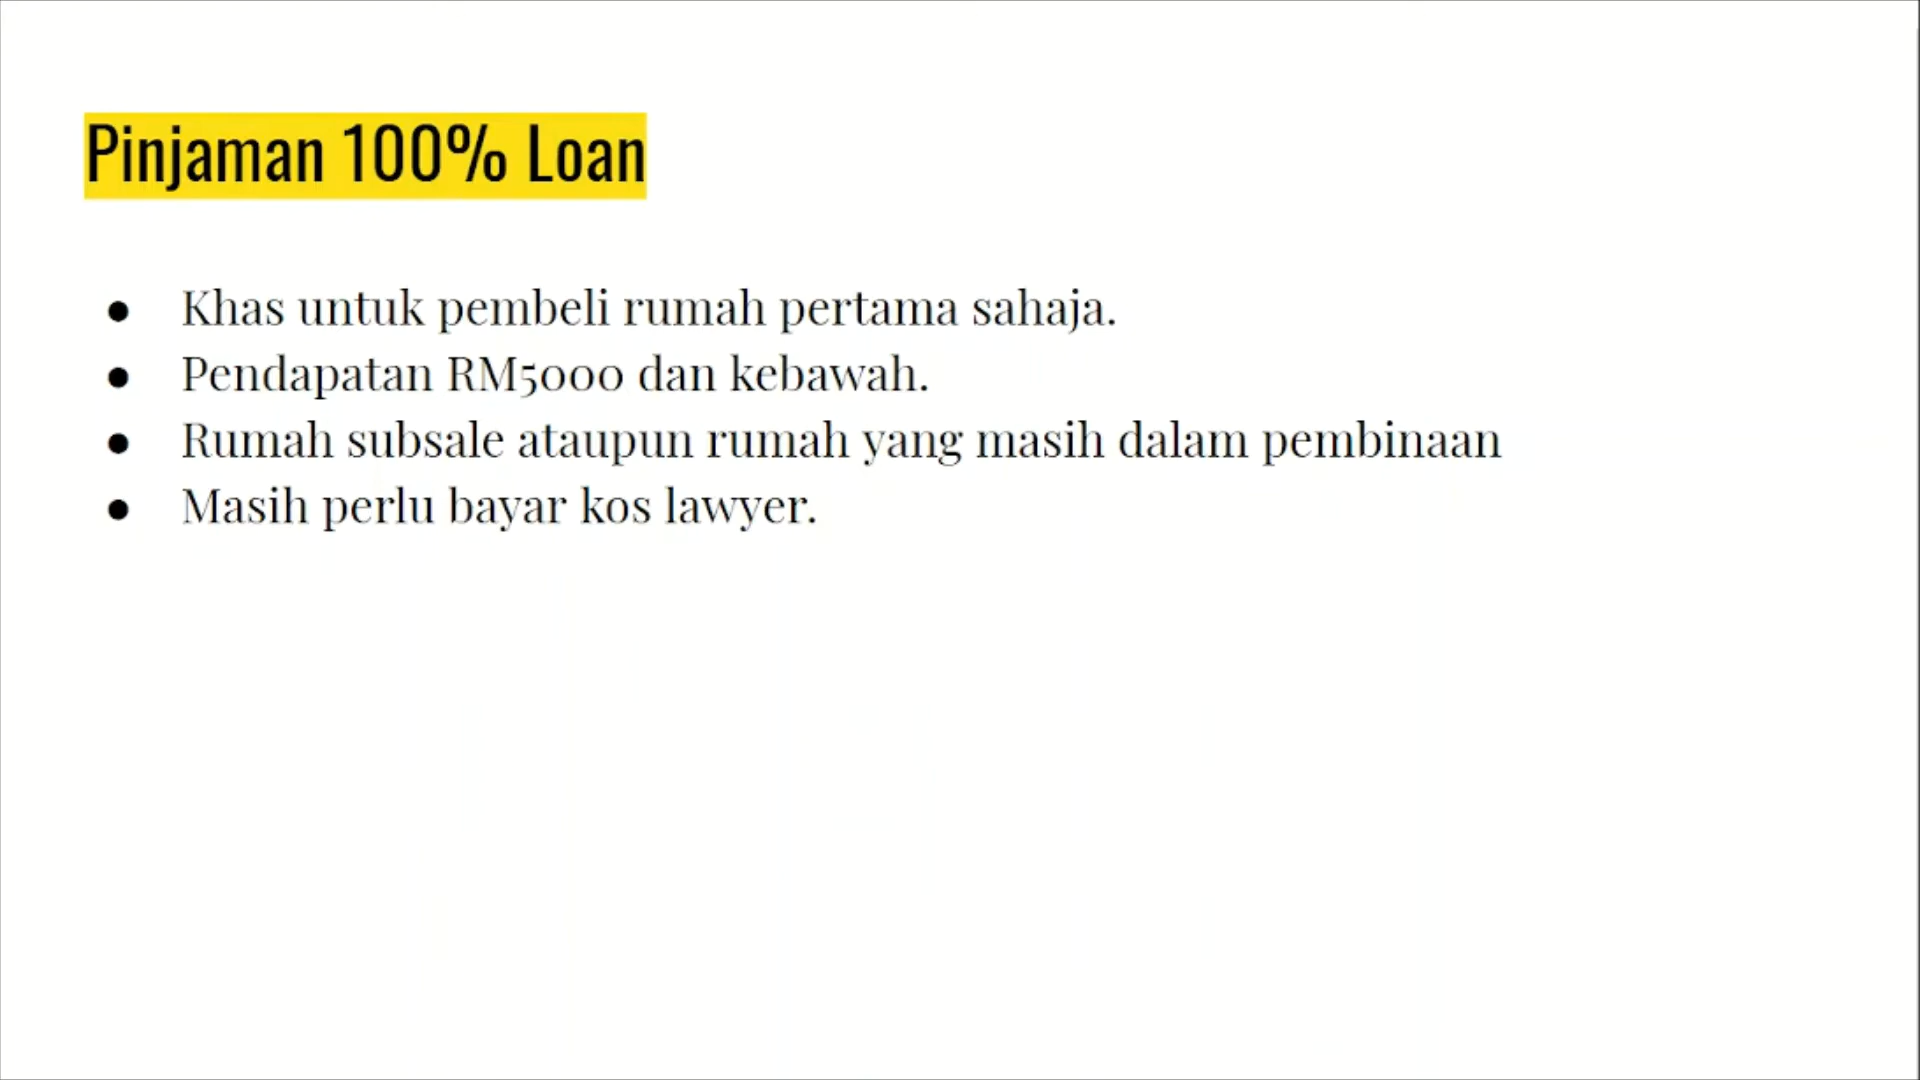 Pinjaman 100% Loan
● Khas untuk pembeli rumah pertama sahaja.
● Pendapatan RM5000 dan kebawah.
● Rumah subsale ataupun rumah yang masih dalam pembinaan
● Masih perlu bayar kos lawyer.